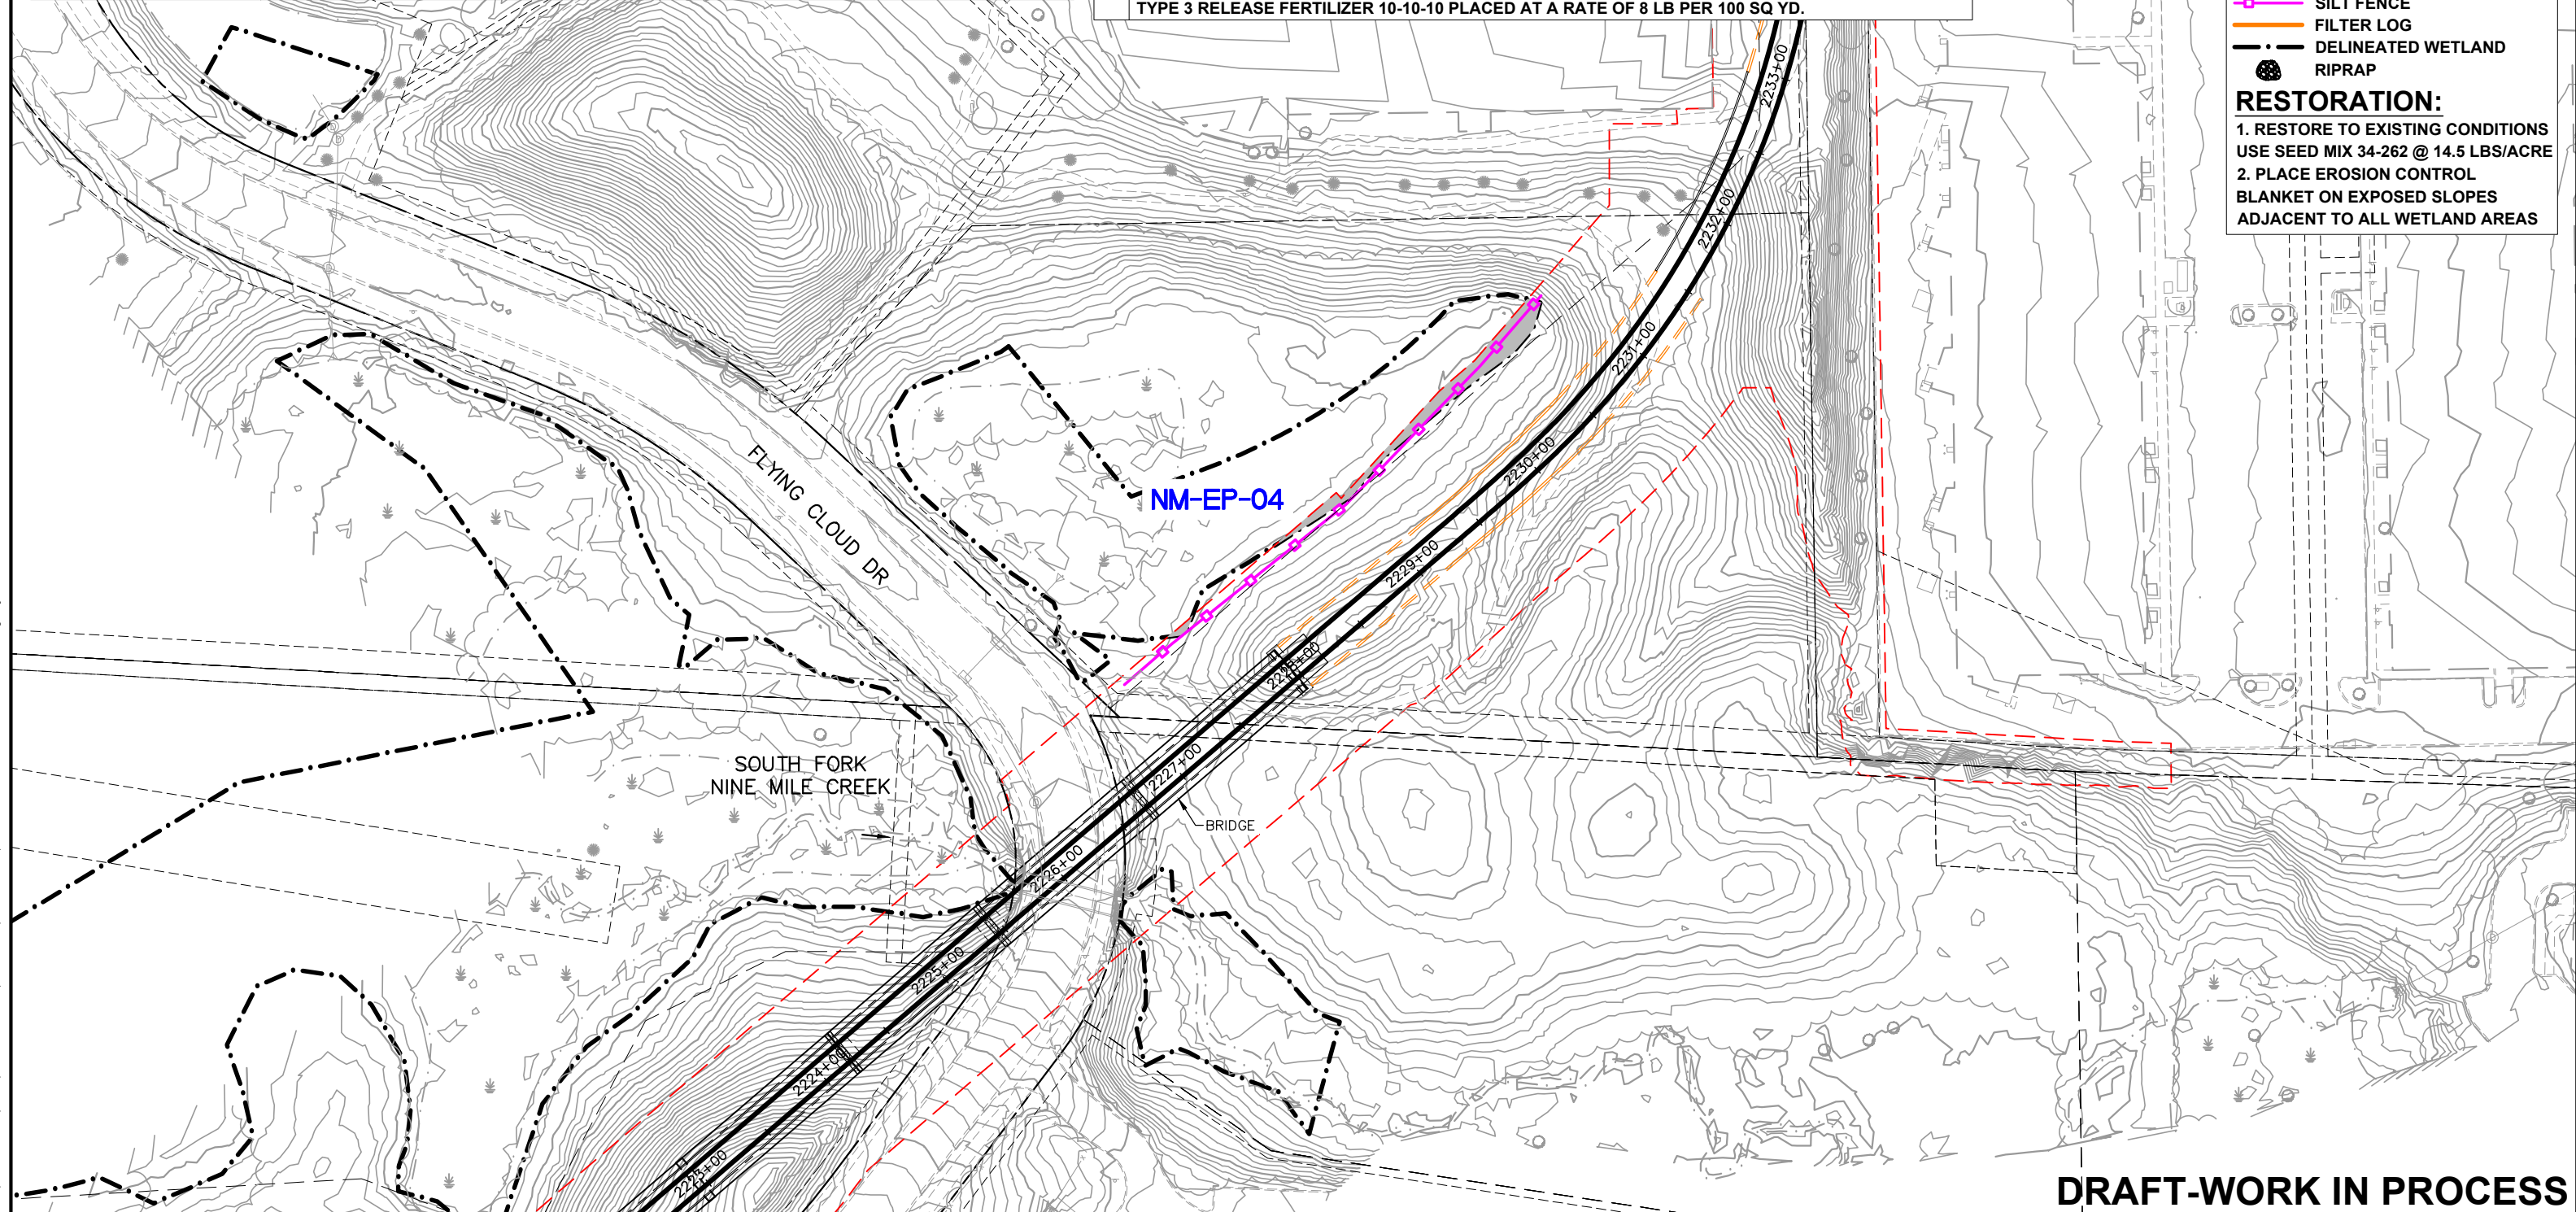 TYPE 3 RELEASE FERTILIZER 10-10-10 PLACED AT A RATE OF 8 LB PER 100 SQ YD.
SILT FENCE
FILTER LOG
DELINEATED WETLAND
RIPRAP
RESTORATION:
1. RESTORE TO EXISTING CONDITIONS
USE SEED MIX 34-262 @ 14.5 LBS/ACRE
2. PLACE EROSION CONTROL
BLANKET ON EXPOSED SLOPES
ADJACENT TO ALL WETLAND AREAS
2233+00
2232+00
2231+00
2230+00
2229+00
2228+00
2227+00
2226+00
2225+00
2224+00
2223+00
FLYING CLOUD DR
NM-EP-04
SOUTH FORK
NINE MILE CREEK
BRIDGE
DRAFT-WORK IN PROCESS